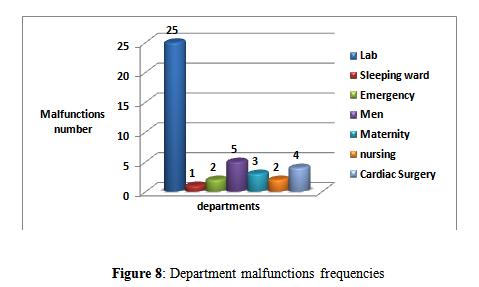 25
25
20
15
10
5
0
Malfunctions
number
1
2
5
3
2
4
departments
Lab
Sleeping ward
Emergency
Men
Maternity
nursing
Cardiac Surgery
Figure 8: Department malfunctions frequencies